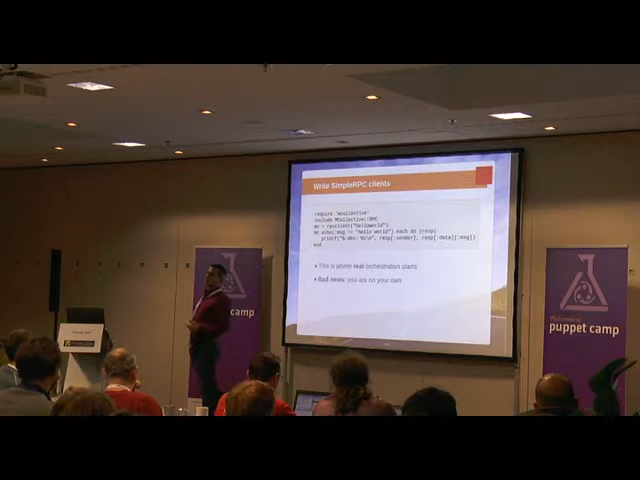 Write SimpleRPC clients
require 'mcollective'
include MCollective::RPC
mc = rpcclient("helloworld")
mc.echo(:msg => "hello world").each do |resp|
printf("%-40s: %s\n", resp[:sender], resp[:data][:msg])
end
This is where real orchestration starts
Bad news: you are on your own.
camp
Welcome to
puppet camp